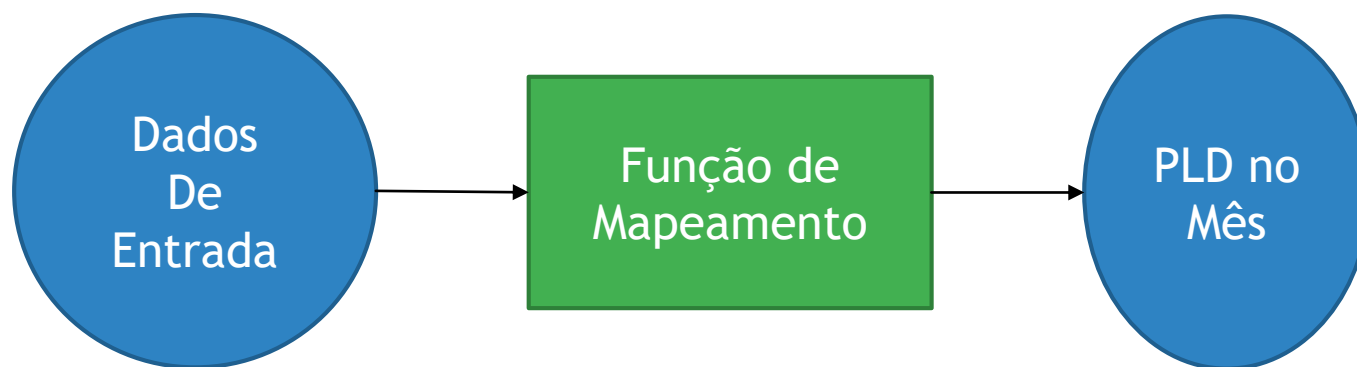 Dados
De
Entrada
Função de
Mapeamento
PLD no
Mês